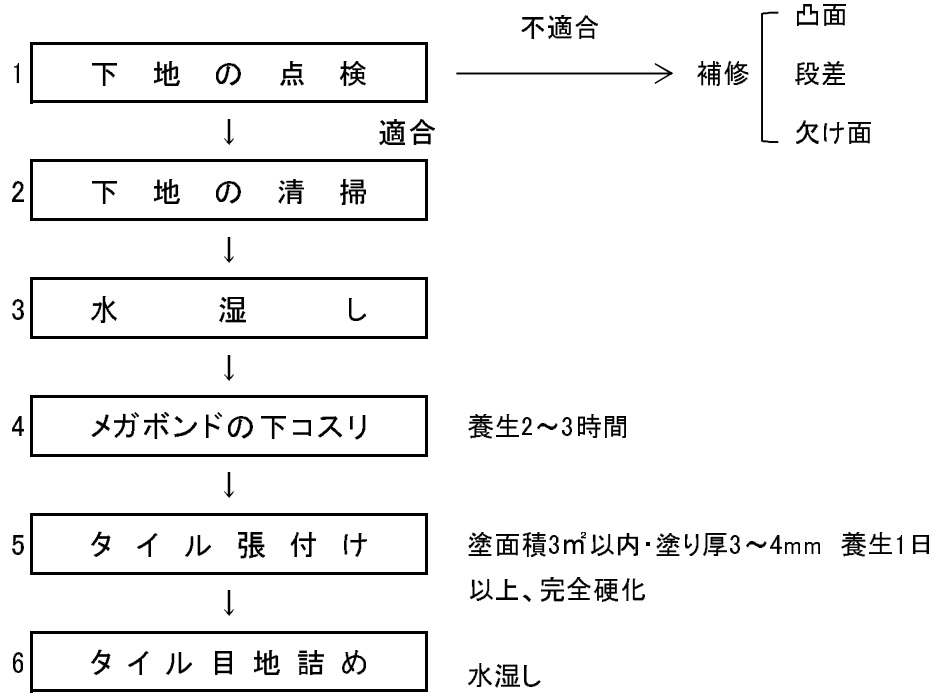 不適合
凸面
1 下地の点検
補修
段差
↓ 適合
欠け面
2 下地の清掃
↓
3 水湿し
↓
4 メガボンドの下コスリ 養生2～3時間
↓
5 タイル張付け 塗面積3㎡以内･塗り厚3～4mm 養生1日
以上、完全硬化
↓
6 タイル目地詰め 水湿し